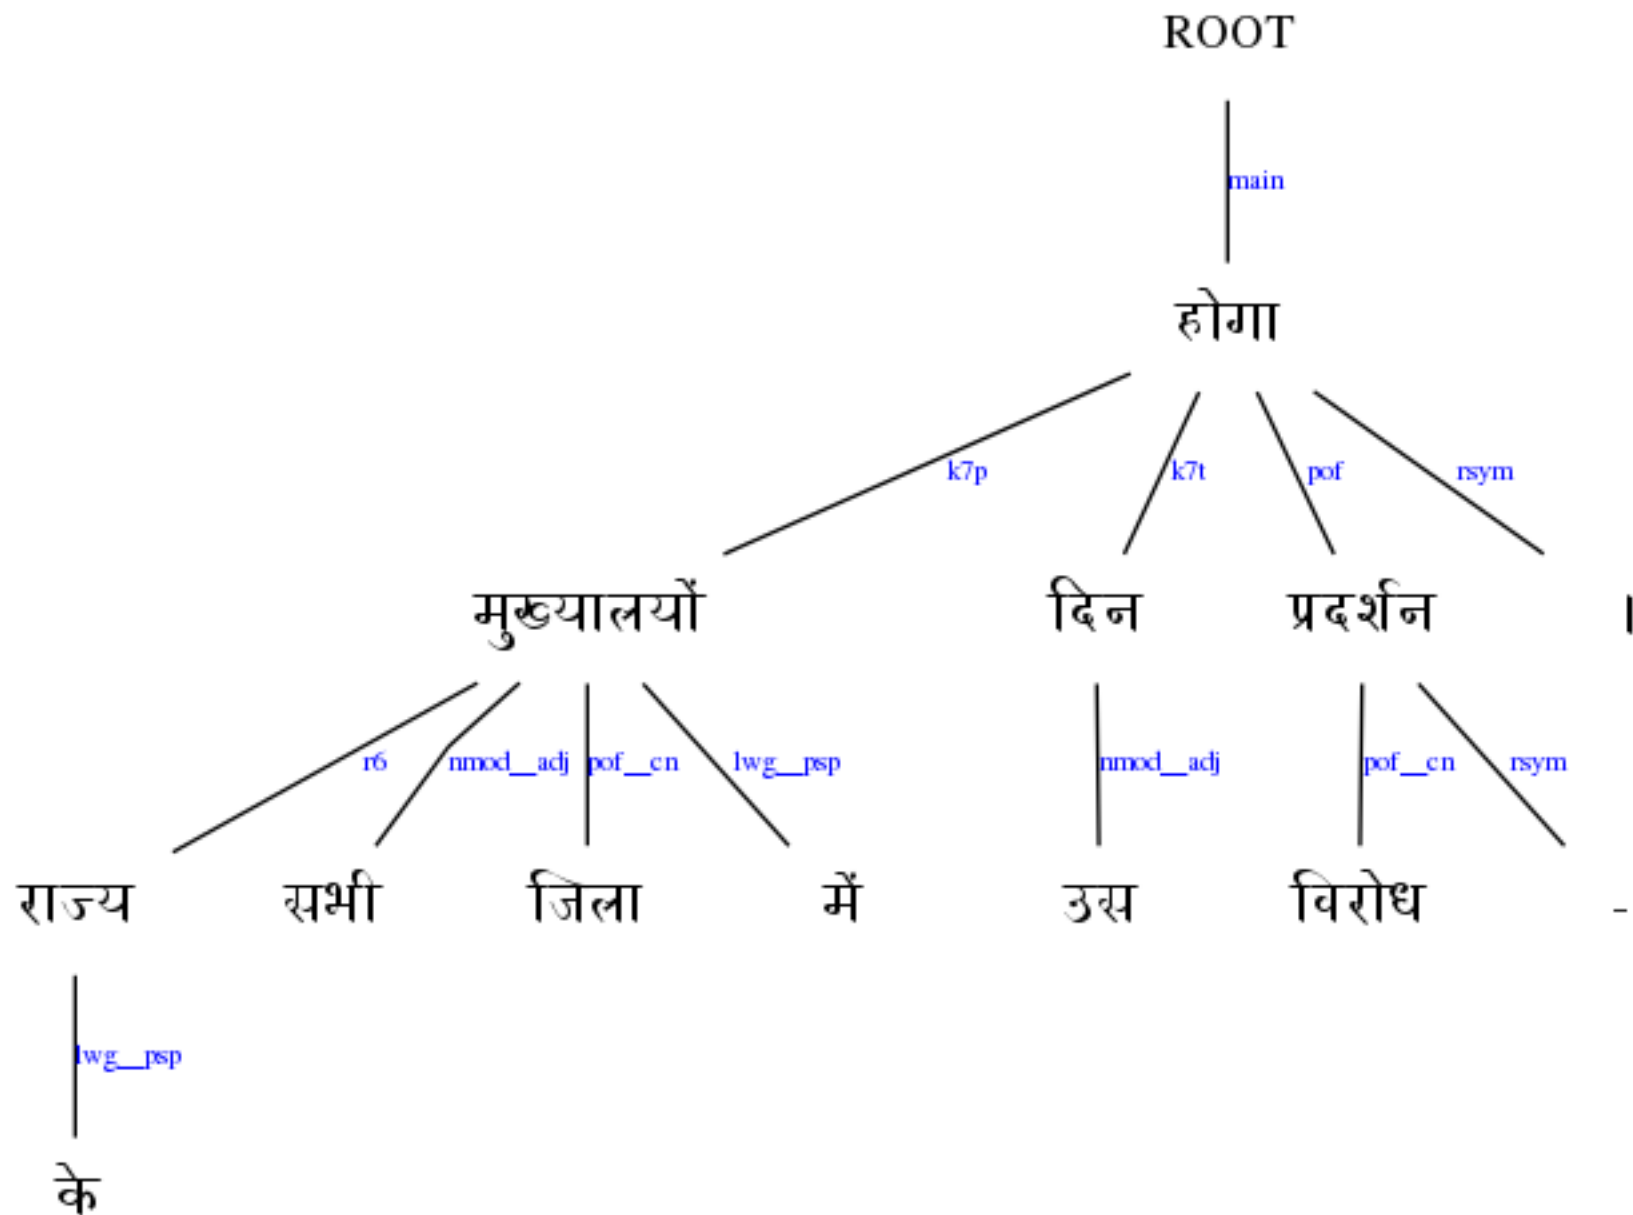 ROOT
main
होगा
k7p k7t pof rsym
मुख्यालयों दिन प्रदर्शन ।
r6 nmod__adj pof__cn lwg__psp nmod__adj pof__cn rsym
राज्य सभी जिला में उस विरोध -
lwg__psp
के